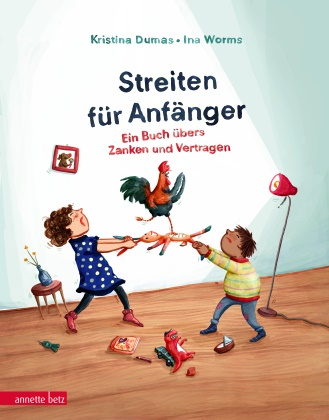 Kristina Dumas • Ina Worms
Streiten
für Anfänger
Ein Buch übers
Zanken und Vertragen
annette betz